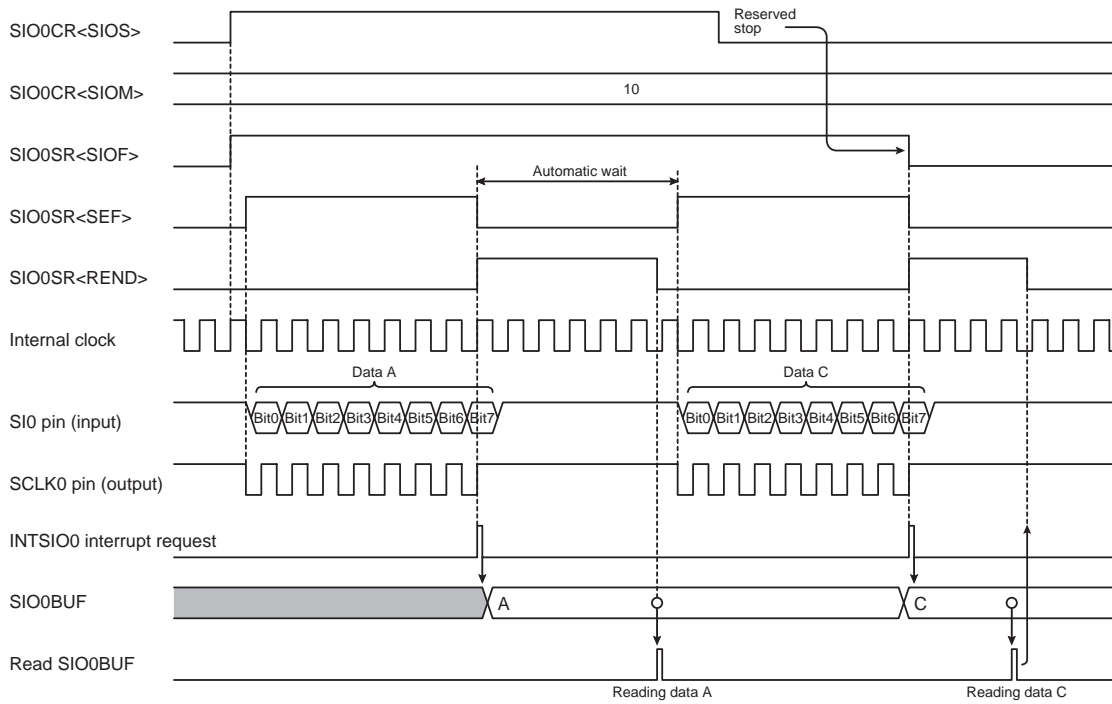 SIO0CR<SIOS>
Reserved
stop
SIO0CR<SIOM>
10
SIO0SR<SIOF>
Automatic wait
SIO0SR<SEF>
SIO0SR<REND>
Internal clock
Data A
Data C
SI0 pin (input)
Bit0 Bit1 Bit2 Bit3 Bit4 Bit5 Bit6 Bit7
Bit0 Bit1 Bit2 Bit3 Bit4 Bit5 Bit6 Bit7
SCLK0 pin (output)
INTSIO0 interrupt request
SIO0BUF
A
C
Read SIO0BUF
Reading data A
Reading data C